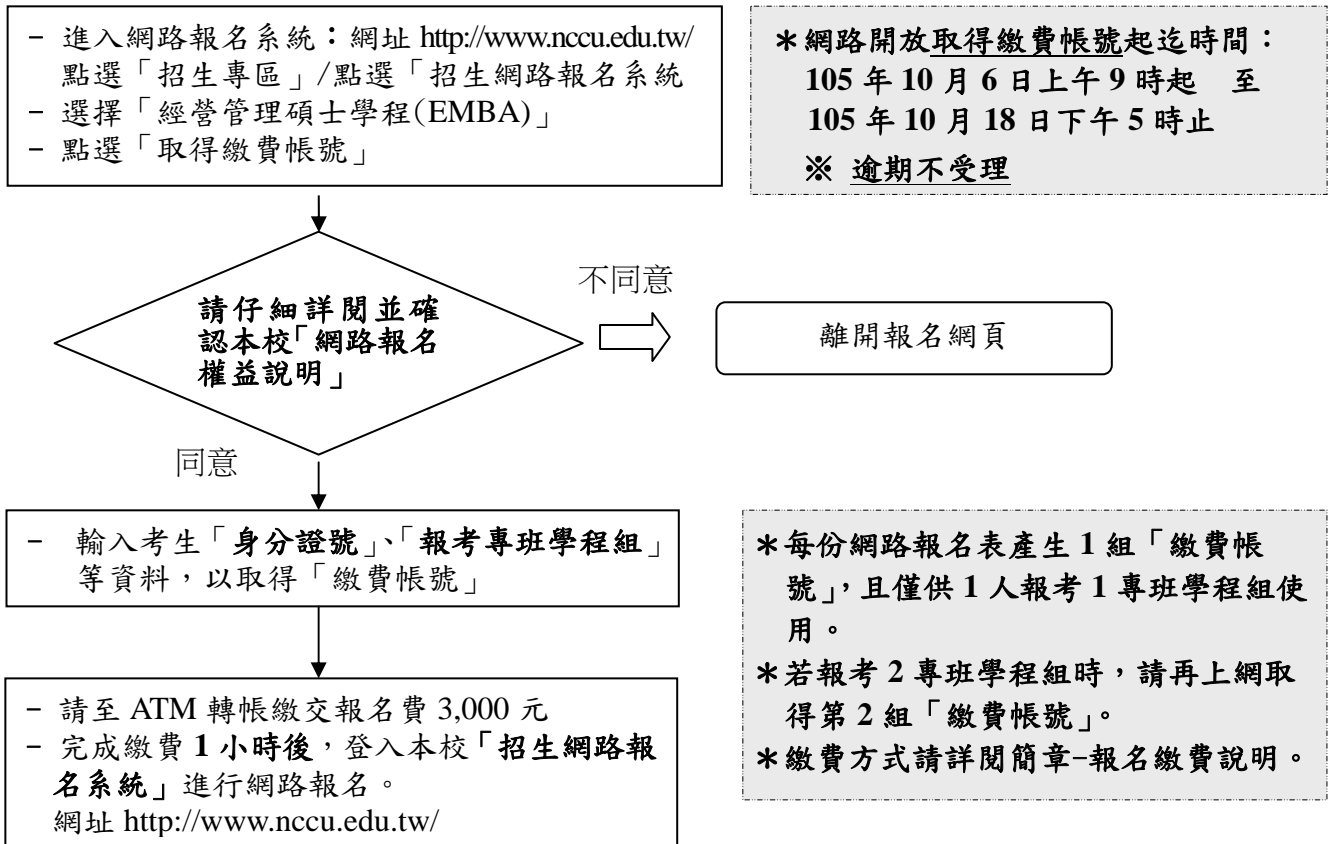 - 進入網路報名系統：網址 http://www.nccu.edu.tw/
點選「招生專區」/點選「招生網路報名系統
- 選擇「經營管理碩士學程(EMBA)」
- 點選「取得繳費帳號」
＊網路開放取得繳費帳號起迄時間：
105 年 10 月 6 日上午 9 時起 至
105 年 10 月 18 日下午 5 時止
※ 逾期不受理
請仔細詳閱並確
認本校「網路報名
權益說明」
不同意
離開報名網頁
同意
- 輸入考生「身分證號」、「報考專班學程組」
等資料，以取得「繳費帳號」
＊每份網路報名表產生 1 組「繳費帳
號」，且僅供 1 人報考 1 專班學程組使
用。
＊若報考 2 專班學程組時，請再上網取
得第 2 組「繳費帳號」。
＊繳費方式請詳閱簡章-報名繳費說明。
- 請至 ATM 轉帳繳交報名費 3,000 元
- 完成繳費 1 小時後，登入本校「招生網路報
名系統」進行網路報名。
網址 http://www.nccu.edu.tw/